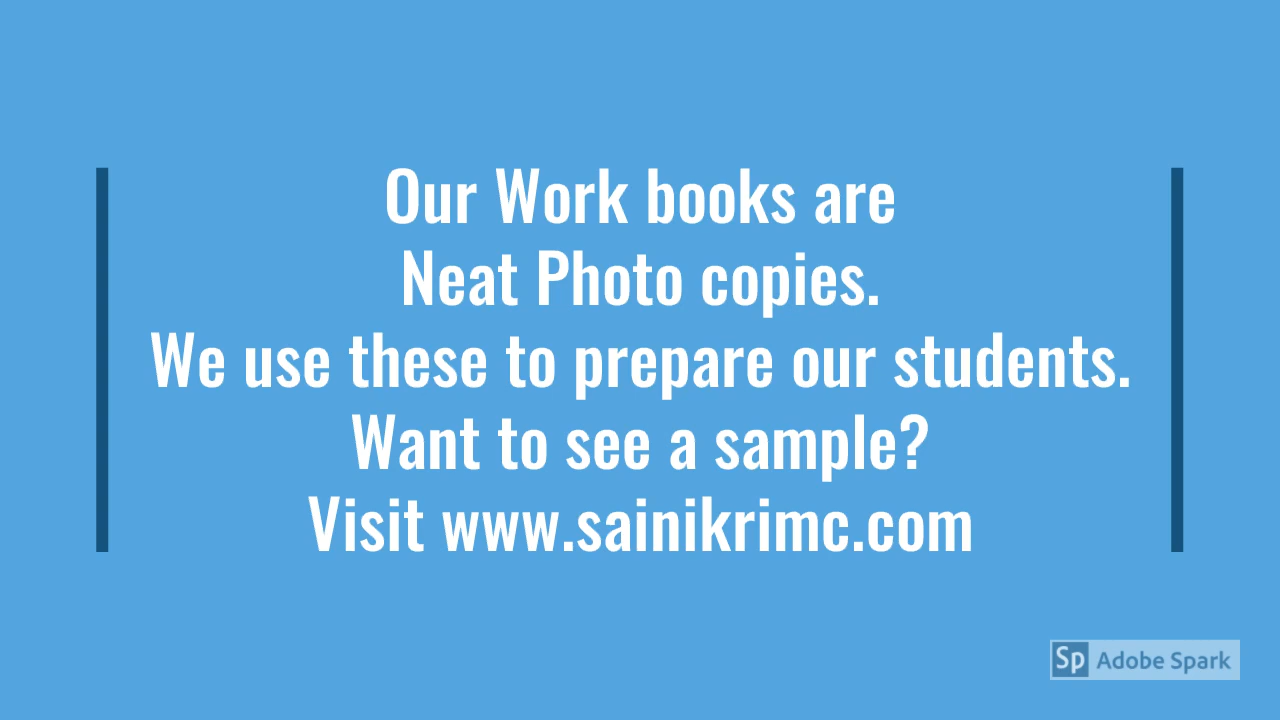 Our Work books are
Neat Photo copies.
We use these to prepare our students.
Want to see a sample?
Visit www.sainikrimc.com
Sp Adobe Spark